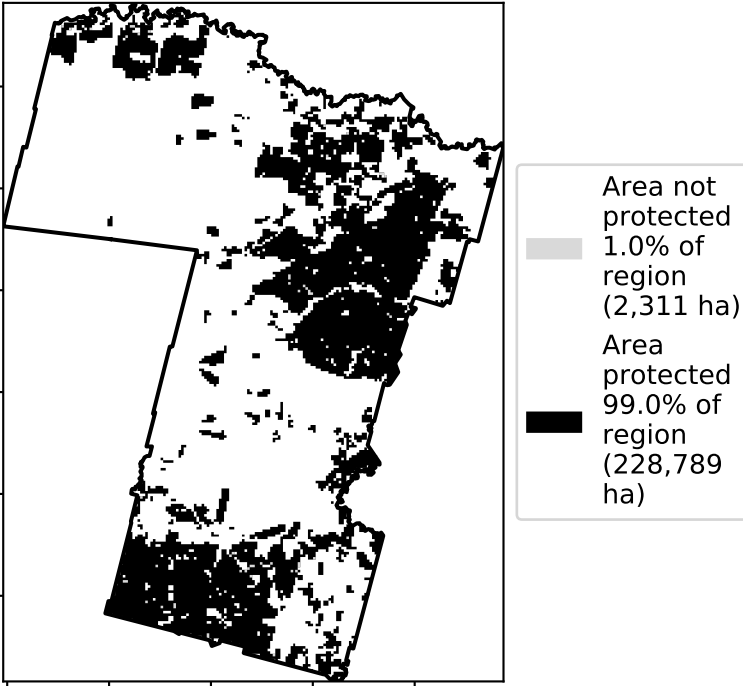 Area not
protected
1.0% of
region
(2,311 ha)
Area
protected
99.0% of
region
(228,789
ha)